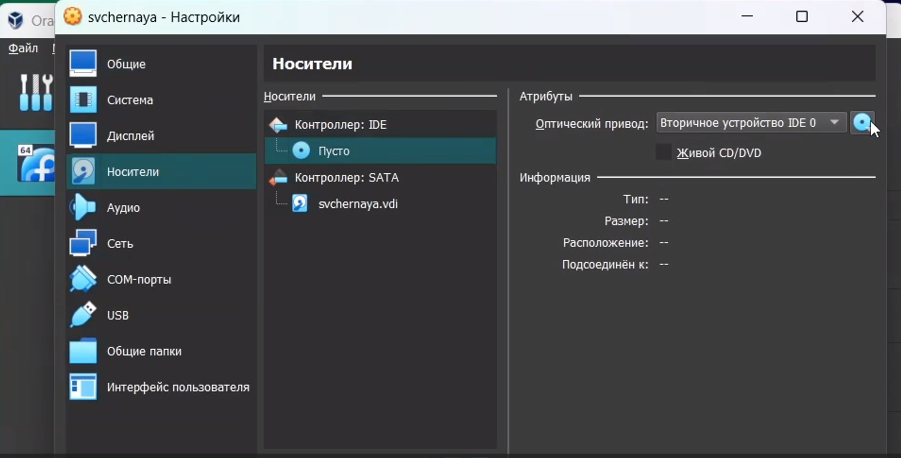 Ora
svchernaya - Настройки
Файл
64
Общие
Система
Дисплей
Носители
Аудио
Сеть
COM-порты
USB
Общие папки
Интерфейс пользователя
Носители
Носители
Контроллер: IDE
Пусто
Контроллер: SATA
svchernaya.vdi
Атрибуты
Оптический привод: Вторичное устройство IDE 0
Живой CD/DVD
Информация
Тип: --
Размер: --
Расположение: --
Подсоединён к: --